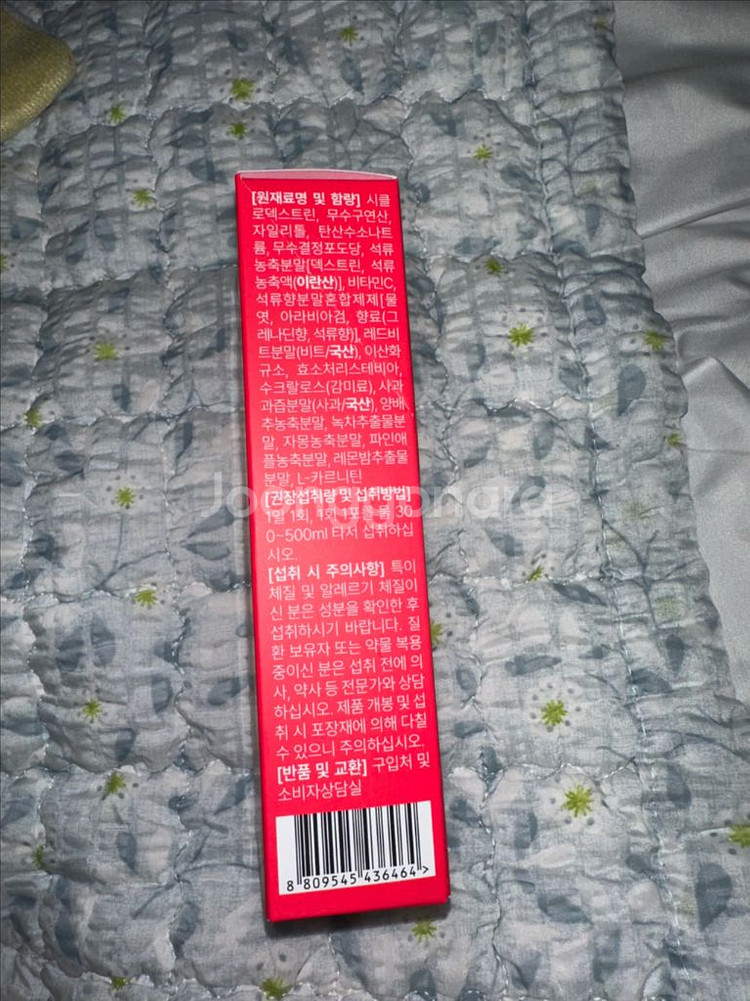 [원재료명 및 함량] 시클
로덱스트린, 무수구연산,
자일리톨, 탄산수소나트
륨, 무수결정포도당, 석류
농축분말[덱스트린, 석류
농축액(이란산)], 비타민C,
석류향분말혼합제제[물
엿, 아라비아검, 향료(그
레나딘향, 석류향)], 레드비
트분말(비트/국산), 이산화
규소, 효소처리스테비아,
수크랄로스(감미료), 사과
과즙분말(사과/국산), 양배
추농축분말, 녹차추출물분
말, 자몽농축분말, 파인애
플농축분말, 레몬밤추출물
분말, L-카르니틴
[권장섭취량 및 섭취방법]
1일 1회, 1회 1포를 물 30
0~500ml 타서 섭취하십
시오.
[섭취 시 주의사항] 특이
체질 및 알레르기 체질이
신 분은 성분을 확인한 후
섭취하시기 바랍니다. 질
환 보유자 또는 약물 복용
중이신 분은 섭취 전에 의
사, 약사 등 전문가와 상담
하십시오. 제품 개봉 및 섭
취 시 포장재에 의해 다칠
수 있으니 주의하십시오.
[반품 및 교환] 구입처 및
소비자상담실
8 809545 436464 >
Joonggonara